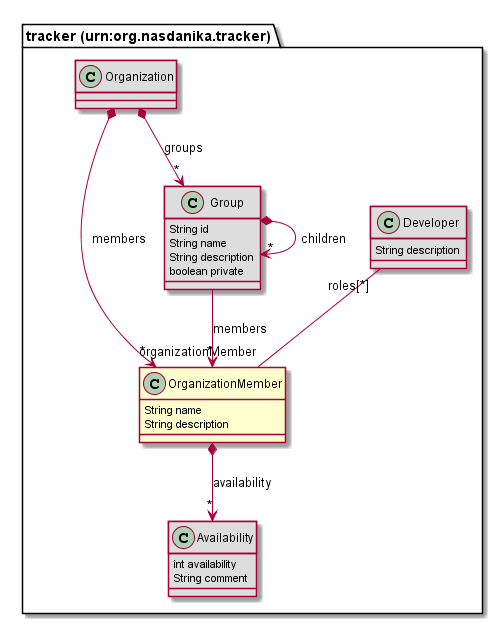 tracker (urn:org.nasdanika.tracker)
C Organization
groups
*
C Group
String id
String name
String description
boolean private
* children
C Developer
String description
members
roles[*]
members
* organizationMember *
C OrganizationMember
String name
String description
availability
*
C Availability
int availability
String comment